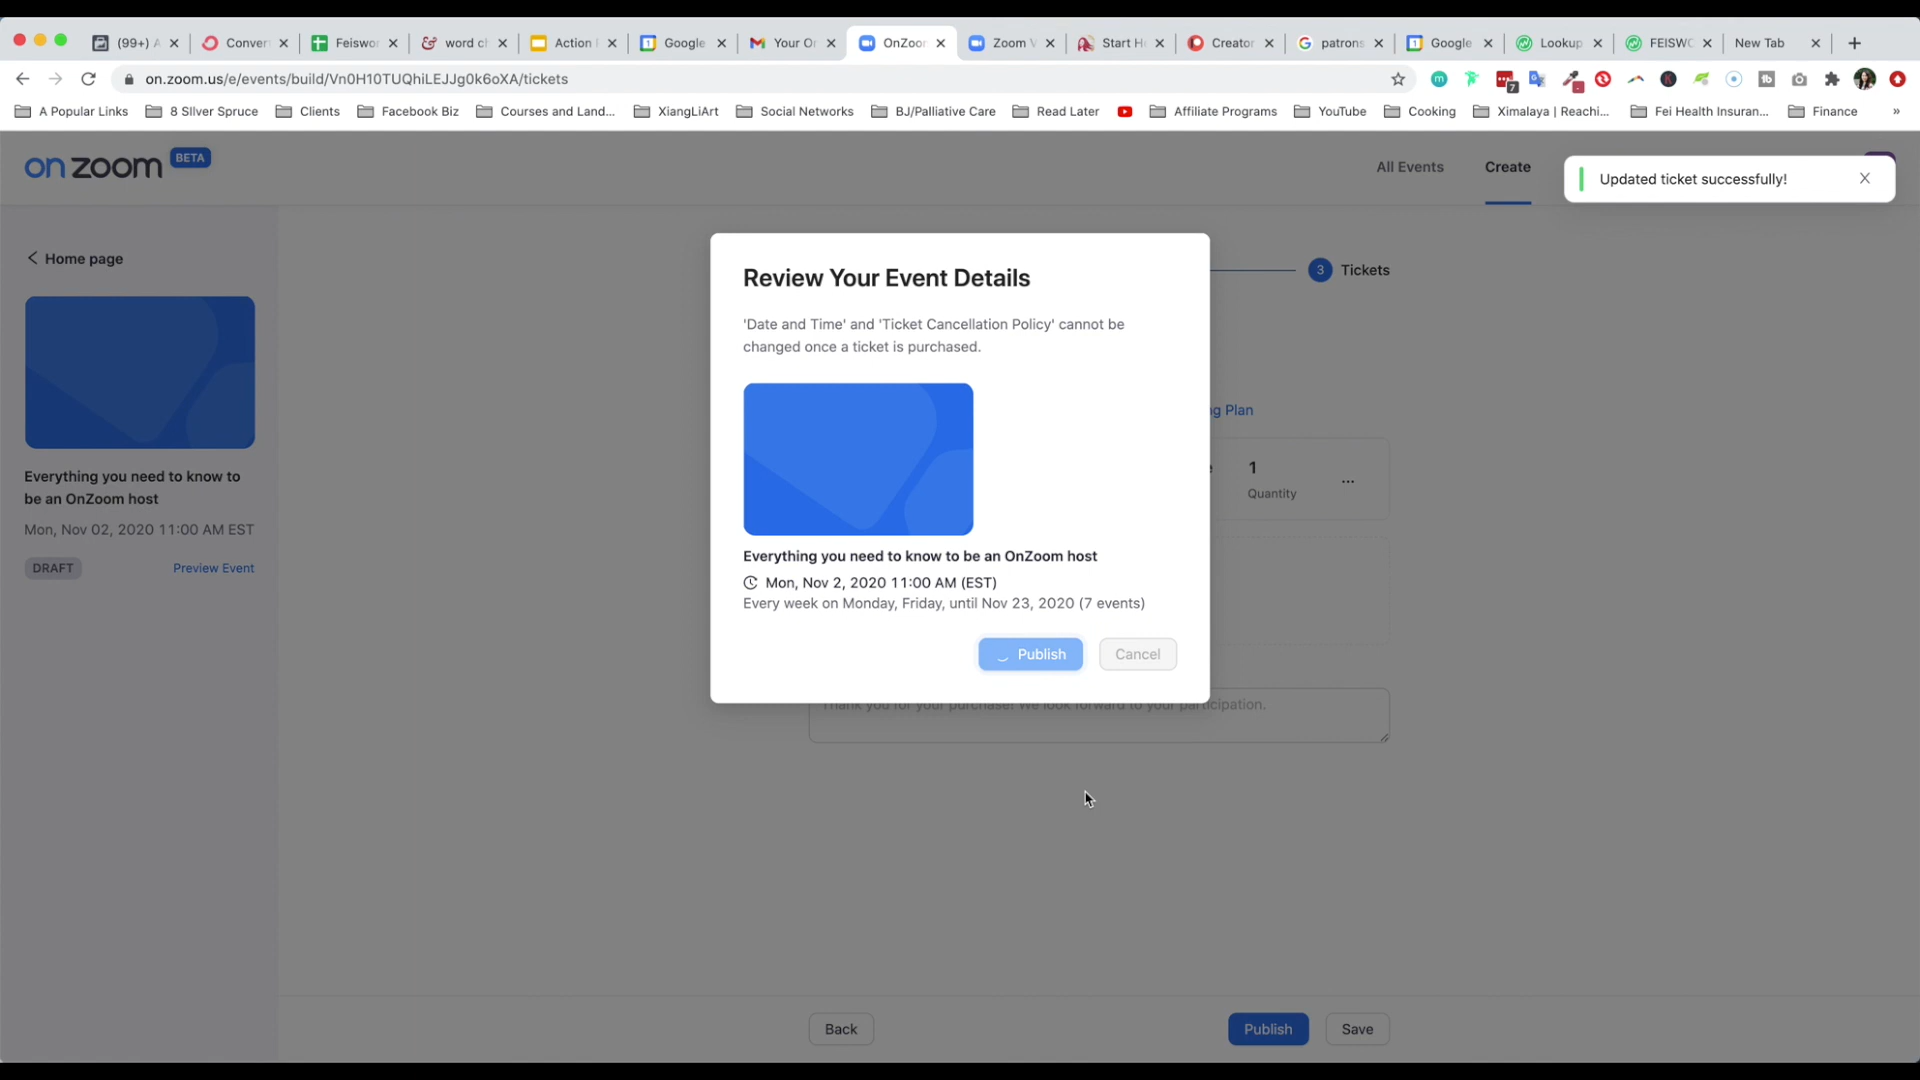 (99+) A
Conver
Feiswor
word cl
Action I
Google
Your Or
OnZoor
Zoom V
Start H
Creator
patrons
Google
Lookup
FEISWC
New Tab
on.zoom.us/e/events/build/Vn0H10TUQhiLEJJg0k6oXA/tickets
7
A Popular Links
8 SIlver Spruce
Clients
Facebook Biz
Courses and Land...
XiangLiArt
Social Networks
BJ/Palliative Care
Read Later
Affiliate Programs
YouTube
Cooking
Ximalaya | Reachi...
Fei Health Insuran...
Finance
»
on zoom BETA
All Events
Create
Updated ticket successfully!
Home page
Everything you need to know to
be an OnZoom host
Mon, Nov 02, 2020 11:00 AM EST
DRAFT
Preview Event
3 Tickets
Review Your Event Details
'Date and Time' and 'Ticket Cancellation Policy' cannot be
changed once a ticket is purchased.
Everything you need to know to be an OnZoom host
Mon, Nov 2, 2020 11:00 AM (EST)
Every week on Monday, Friday, until Nov 23, 2020 (7 events)
Publish
Cancel
g Plan
1
Quantity
...
Thank you for your purchase! We look forward to your participation.
Back
Publish
Save